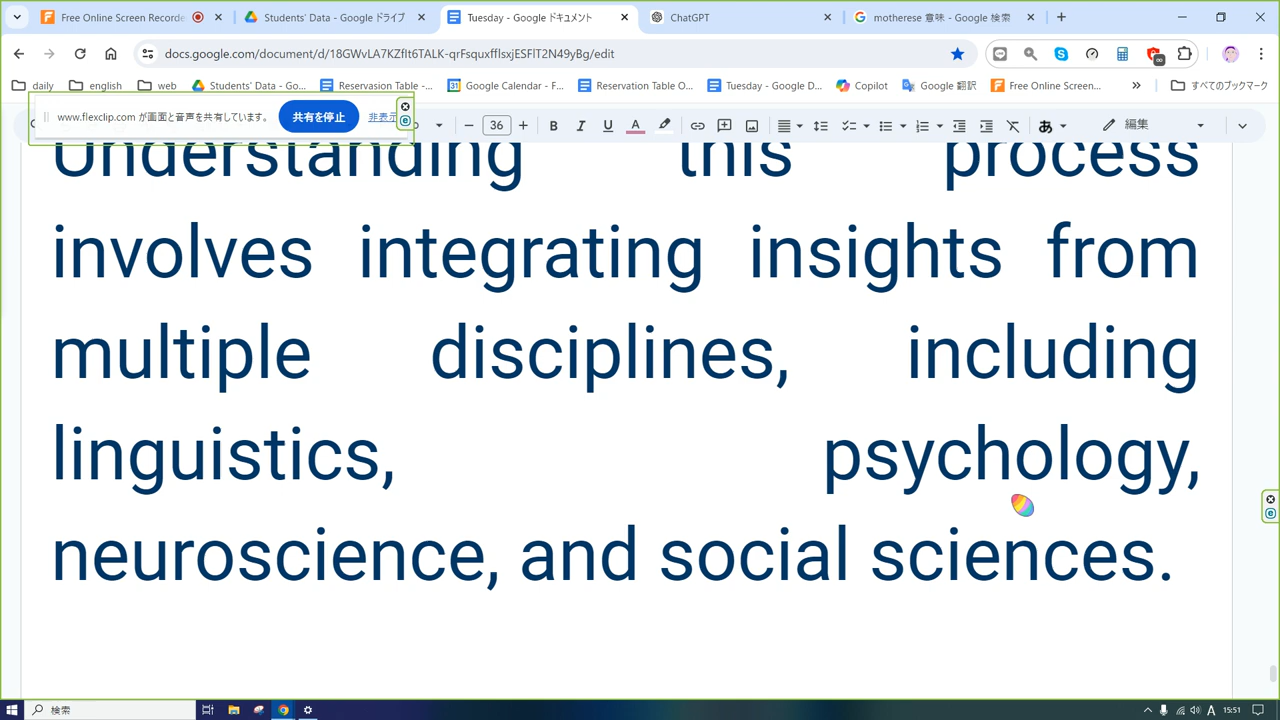 Free Online Screen Recorde
Students' Data - Google ドライブ
Tuesday - Google ドキュメント
ChatGPT
motherese 意味 - Google 検索
docs.google.com/document/d/18GWvLA7KZflt6TALK-qrFsquxfflsxjESFlT2N49yBg/edit
daily
english
web
Students' Data - Go...
Reservasion Table -...
Google Calendar - F...
Reservation Table O...
Tuesday - Google D...
Copilot
Google 翻訳
Free Online Screen...
すべてのブックマーク
www.flexclip.com が画面と音声を共有しています。
共有を停止
非表示
36
B I U A
あ
編集
Understanding this process
involves integrating insights from
multiple disciplines, including
linguistics, psychology,
neuroscience, and social sciences.
検索
A
15:51